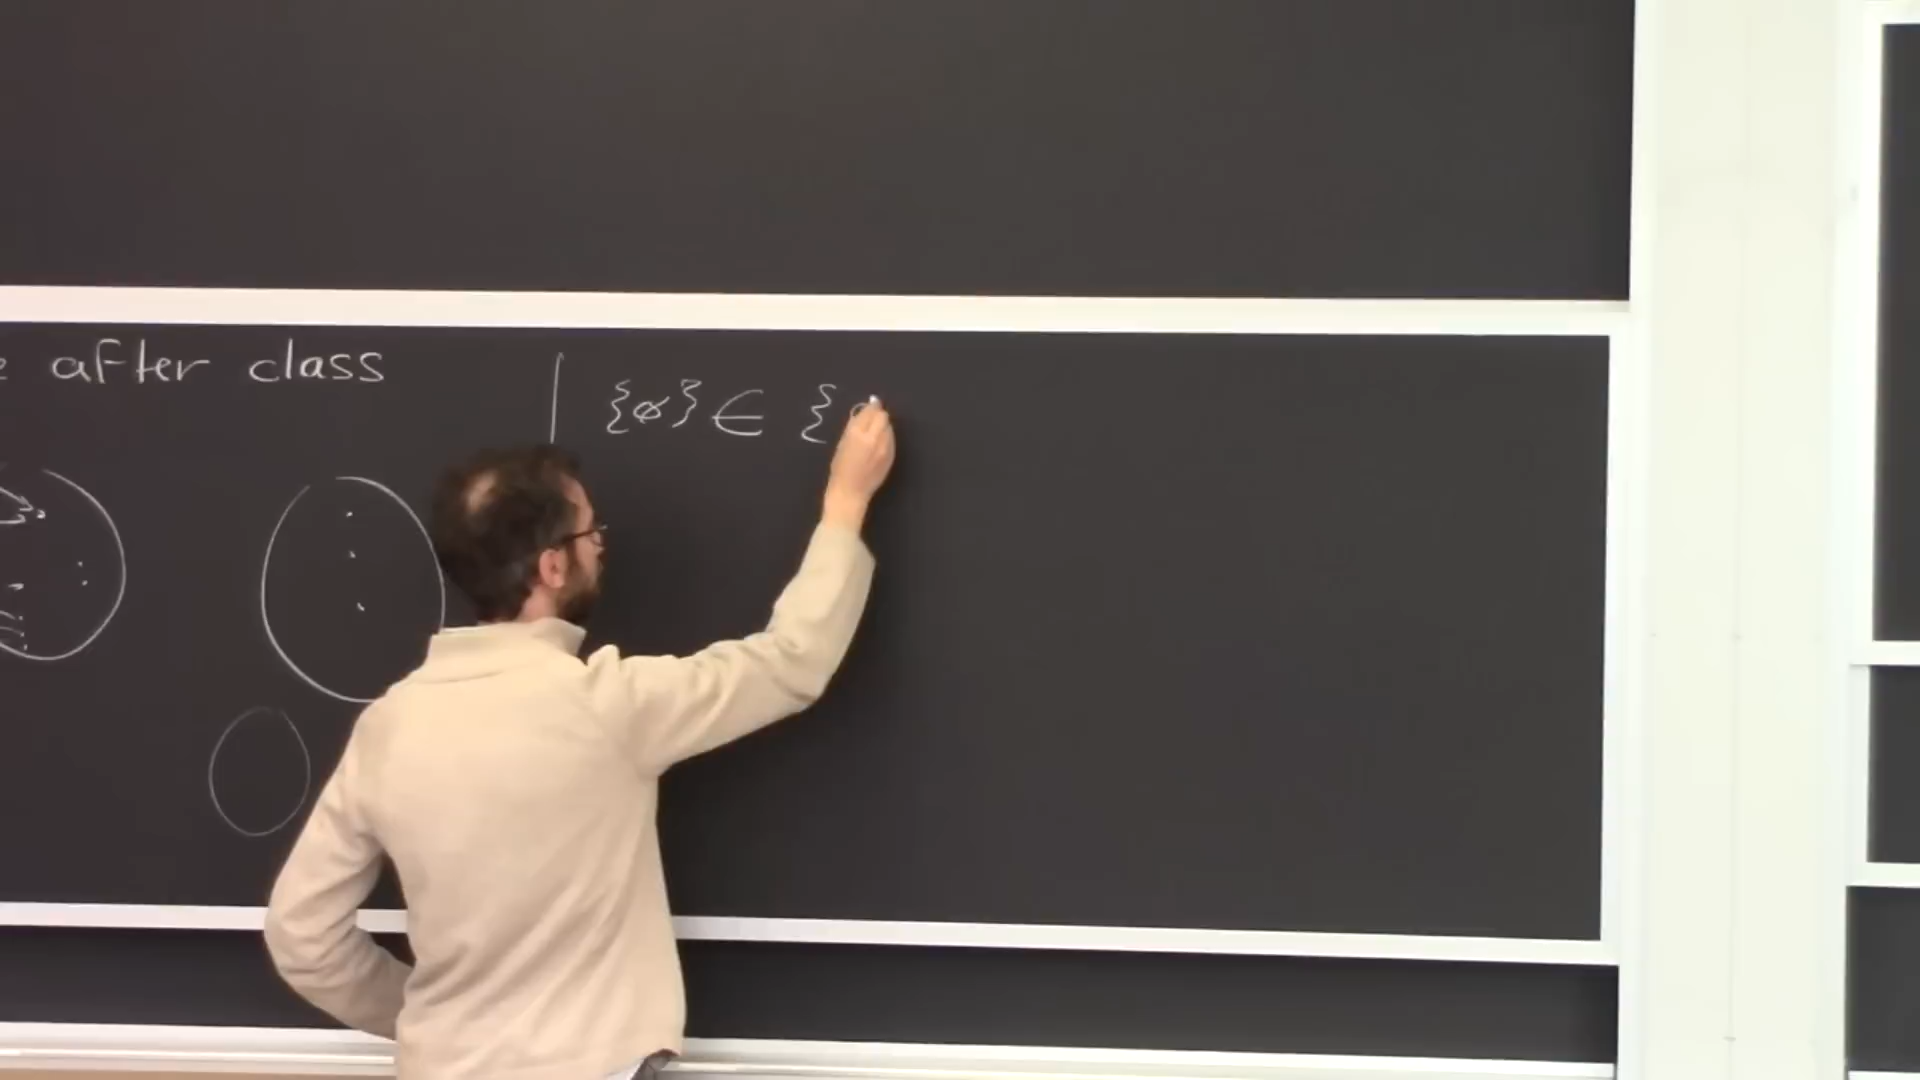 after class
{∅} ∈ {